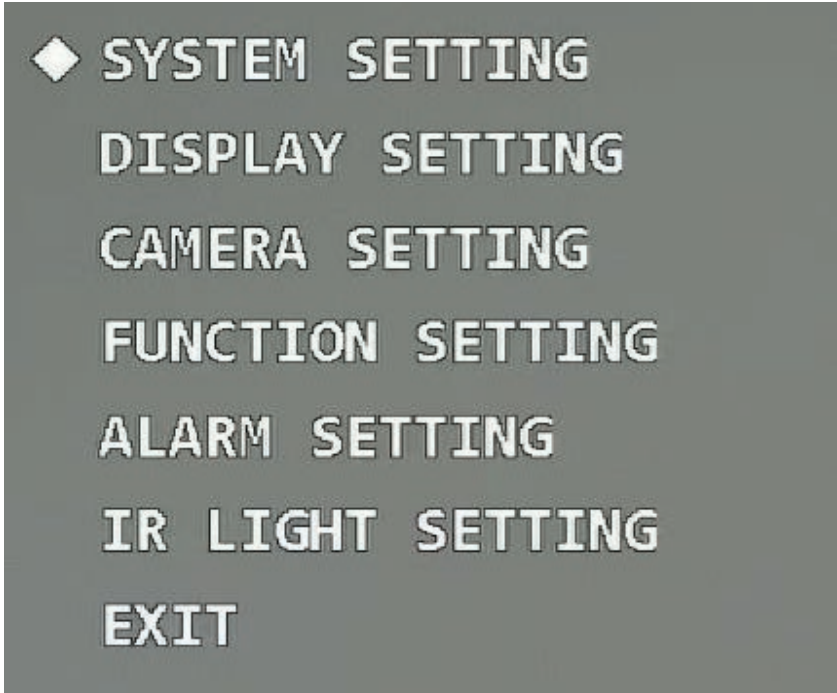 ◆ SYSTEM SETTING
DISPLAY SETTING
CAMERA SETTING
FUNCTION SETTING
ALARM SETTING
IR LIGHT SETTING
EXIT